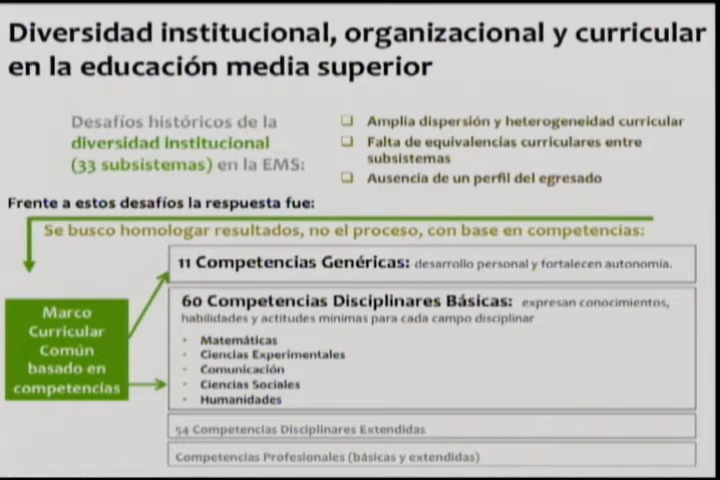 Diversidad institucional, organizacional y curricular
en la educación media superior
Desafíos históricos de la
diversidad institucional
(33 subsistemas) en la EMS:
❑ Amplia dispersión y heterogeneidad curricular
❑ Falta de equivalencias curriculares entre
subsistemas
❑ Ausencia de un perfil del egresado
Frente a estos desafíos la respuesta fue:
Se busco homologar resultados, no el proceso, con base en competencias:
Marco
Curricular
Común
basado en
competencias
11 Competencias Genéricas: desarrollo personal y fortalecen autonomía.
60 Competencias Disciplinares Básicas: expresan conocimientos,
habilidades y actitudes mínimas para cada campo disciplinar
• Matemáticas
• Ciencias Experimentales
• Comunicación
• Ciencias Sociales
• Humanidades
54 Competencias Disciplinares Extendidas
Competencias Profesionales (básicas y extendidas)